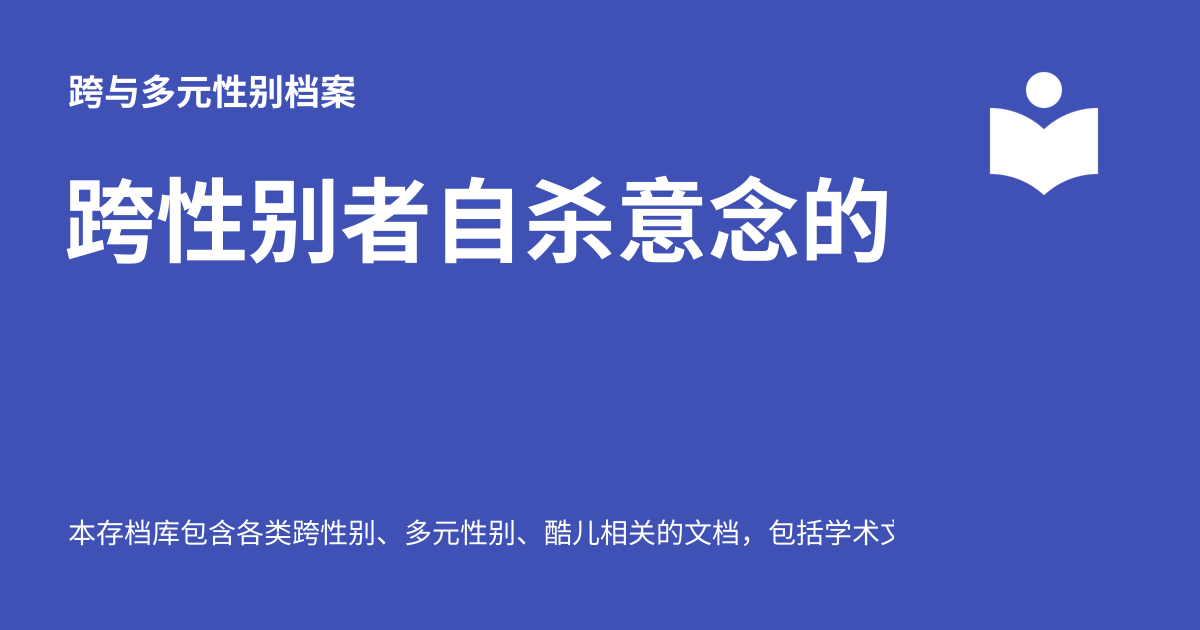 跨与多元性别档案
跨性别者自杀意念的
本存档库包含各类跨性别、多元性别、酷儿相关的文档，包括学术文